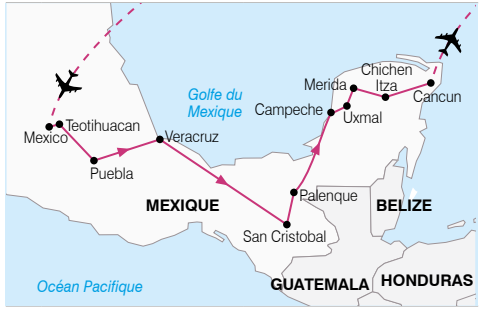 Golfe du
Mexique
Chichen
Itza
Merida
Cancun
Campeche
Uxmal
Teotihuacan
Mexico
Veracruz
Puebla
Palenque
MEXIQUE
BELIZE
San Cristobal
GUATEMALA
HONDURAS
Océan Pacifique